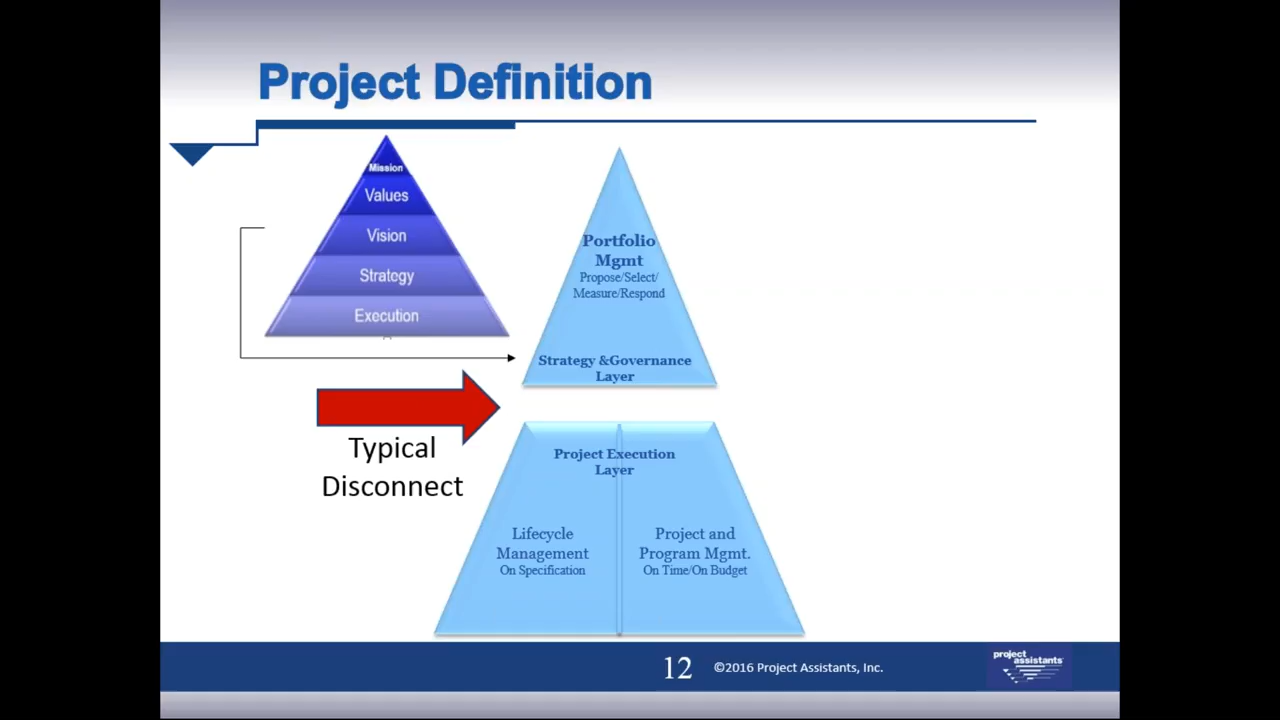 Project Definition
Mission
Values
Vision
Strategy
Execution
Portfolio
Mgmt
Propose/Select/
Measure/Respond
Strategy &Governance
Layer
Typical
Disconnect
Project Execution
Layer
Lifecycle
Management
On Specification
Project and
Program Mgmt.
On Time/On Budget
12
©2016 Project Assistants, Inc.
project
assistants